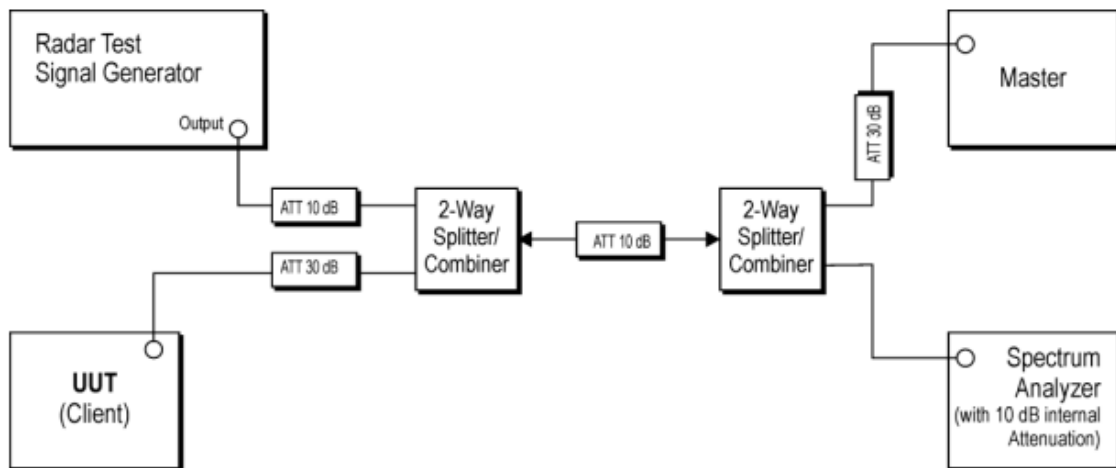 Radar Test
Signal Generator
Output
ATT 10 dB
ATT 30 dB
UUT
(Client)
2-Way
Splitter/
Combiner
ATT 10 dB
2-Way
Splitter/
Combiner
ATT 30 dB
Master
Spectrum
Analyzer
(with 10 dB internal
Attenuation)